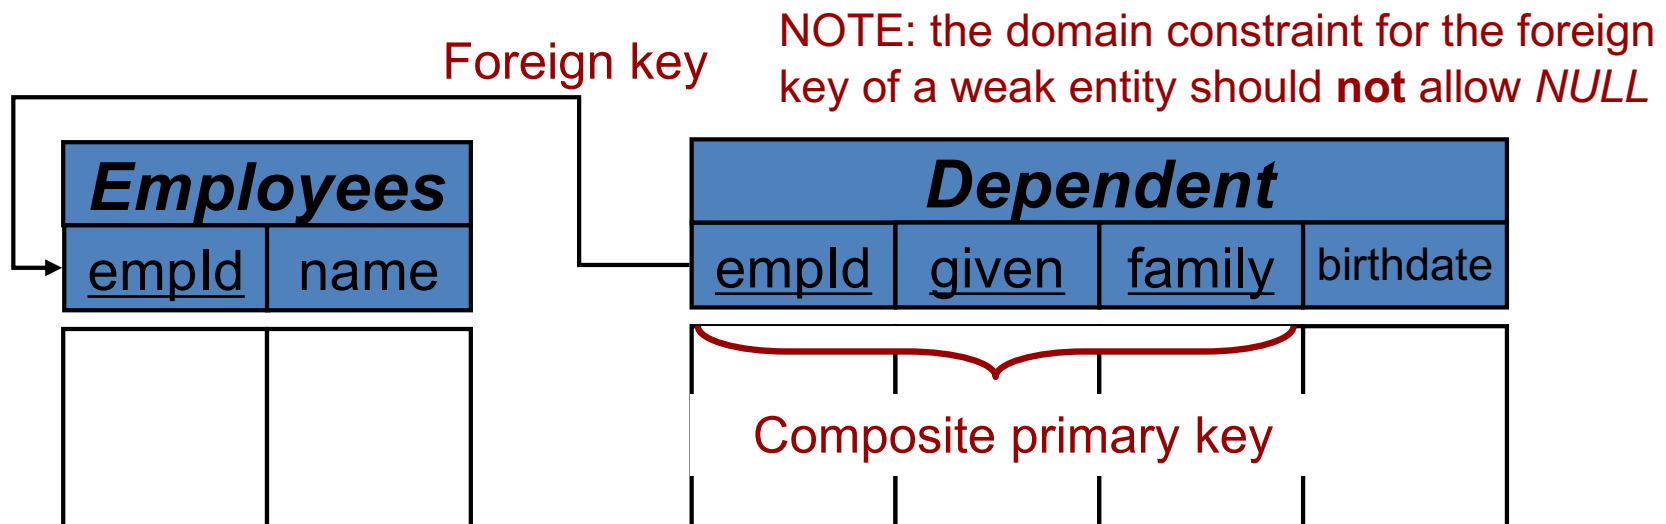 Foreign key
NOTE: the domain constraint for the foreign
key of a weak entity should not allow NULL
Employees
empId name
Dependent
empId given family birthdate
Composite primary key